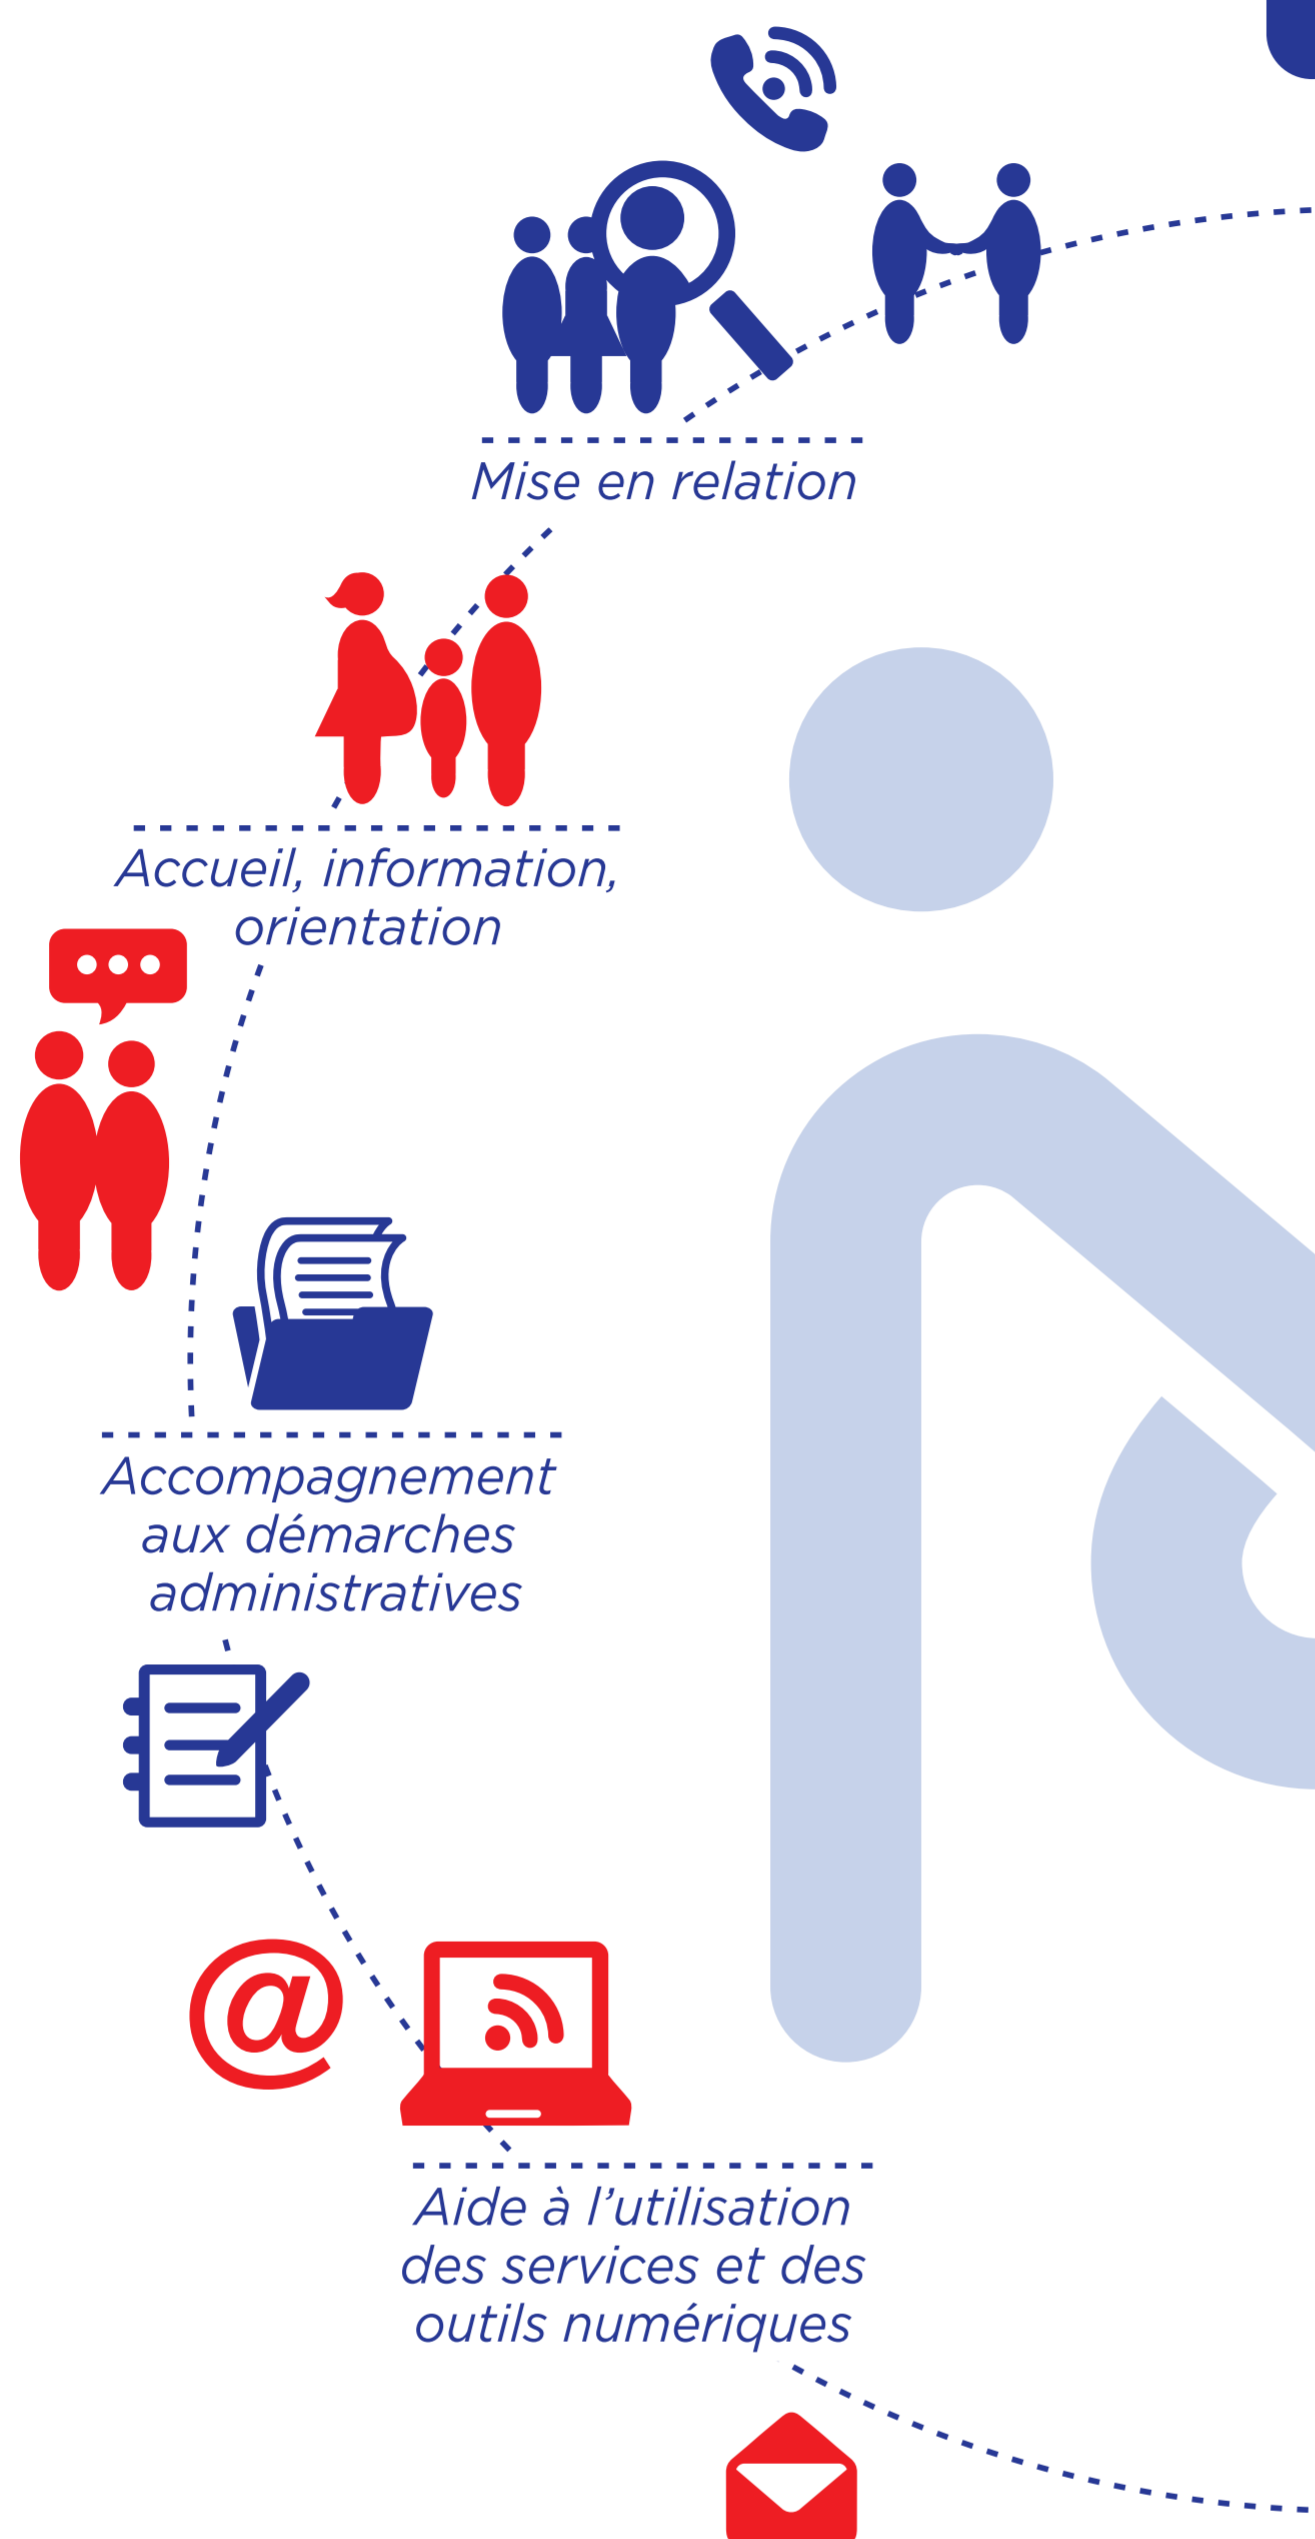 Mise en relation
Accueil, information,
orientation
Accompagnement
aux démarches
administratives
@
Aide à l’utilisation
des services et des
outils numériques